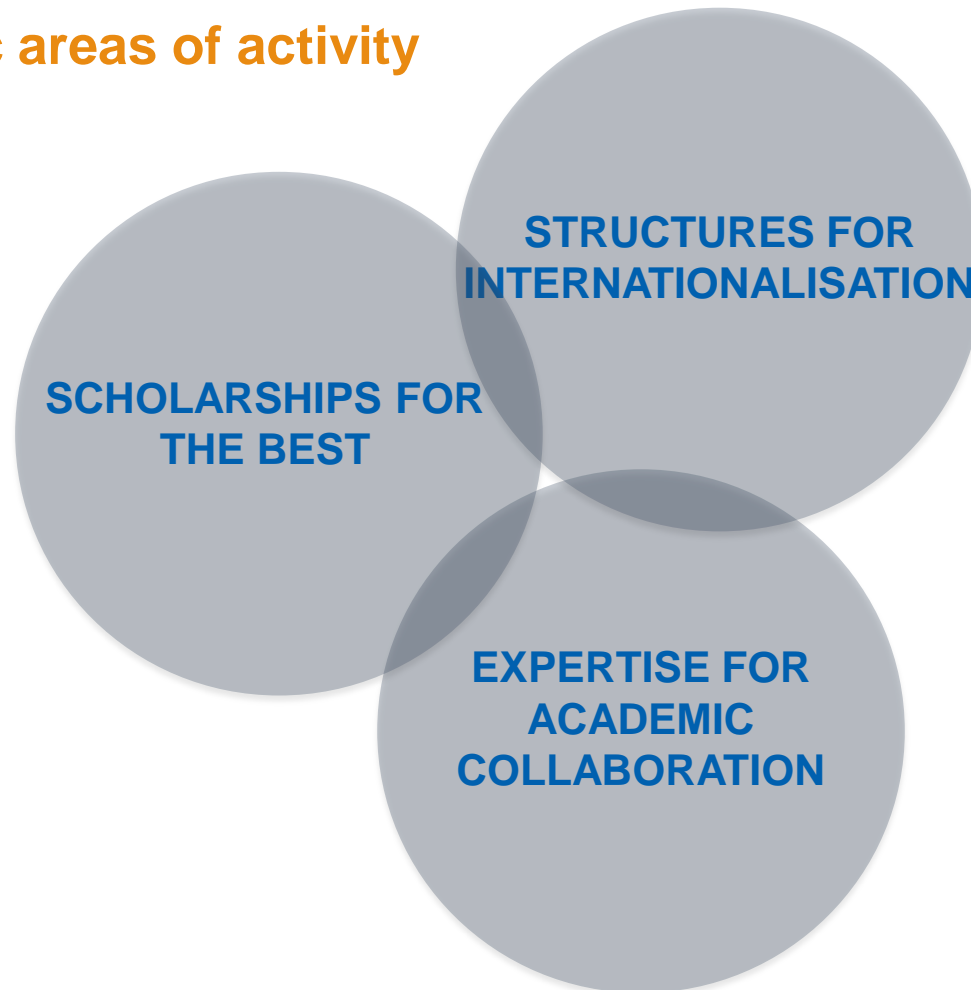 c areas of activity
STRUCTURES FOR
INTERNATIONALISATION
SCHOLARSHIPS FOR
THE BEST
EXPERTISE FOR
ACADEMIC
COLLABORATION